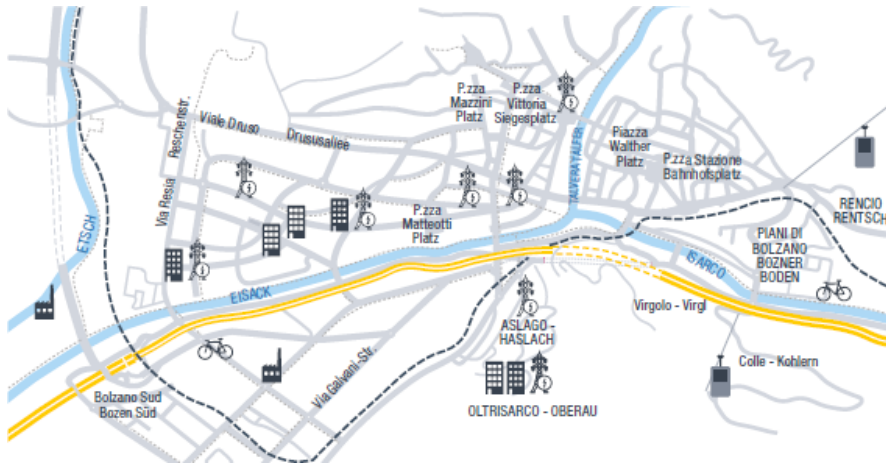 P.zza
Mazzini
Platz
P.zza
Vittoria
Siegesplatz
Viale Druso
Drususallee
Reschenstr.
Via Resia
TALVERA TALFER
Piazza
Walther
Platz
P.zza Stazione
Bahnhofsplatz
RENCIO
RENTSCH
P.zza
Matteotti
Platz
PIANI DI
BOLZANO
BOZNER
BODEN
ETSCH
EISACK
ISARCO
Virgolo - Virgl
ASLAGO -
HASLACH
Colle - Kohlern
Via Galvani-Str.
Bolzano Sud
Bozen Süd
OLTRISARCO - OBERAU